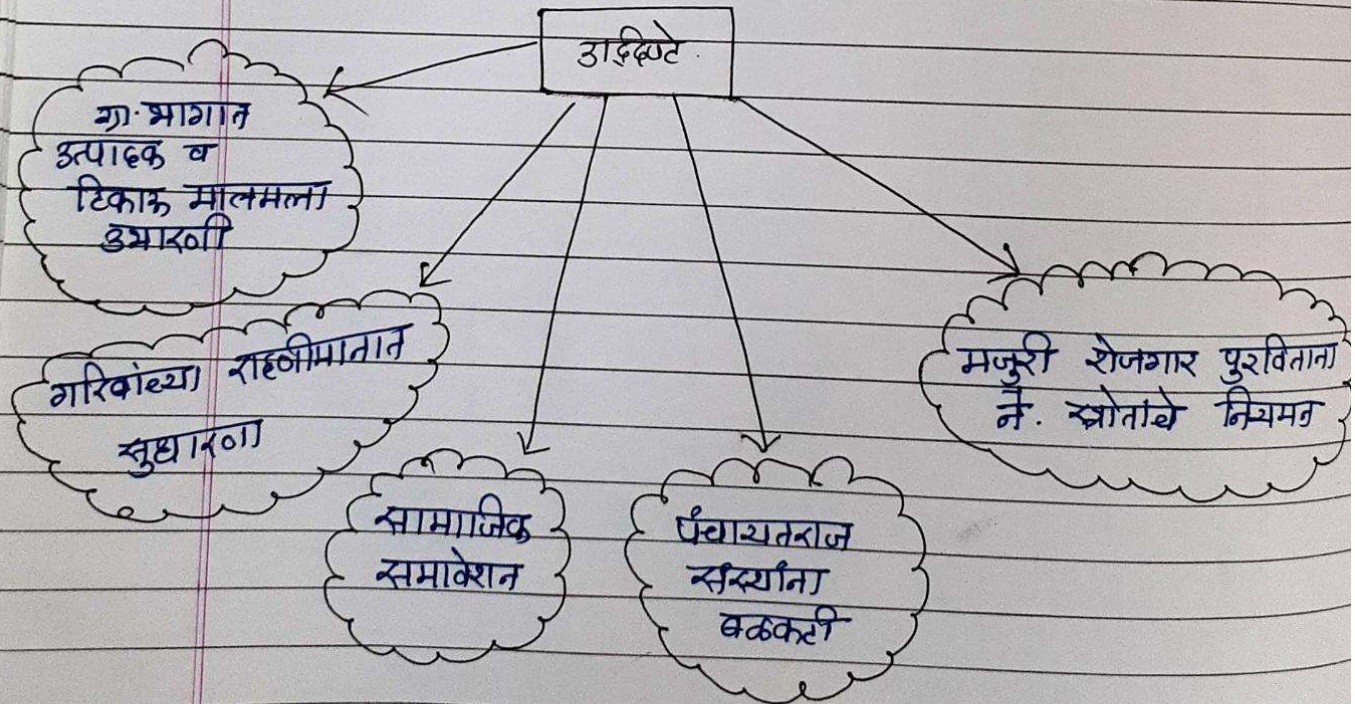 उद्दिष्टे.
ग्रा. भागात
उत्पादक व
टिकाऊ मालमत्ता
उभारणी
गरिबांच्या राहणीमानात
सुधारणा
सामाजिक
समावेशन
पंचायतराज
संस्थांना
बळकटी
मजुरी रोजगार पुरविताना
नै. स्रोतांचे नियमन